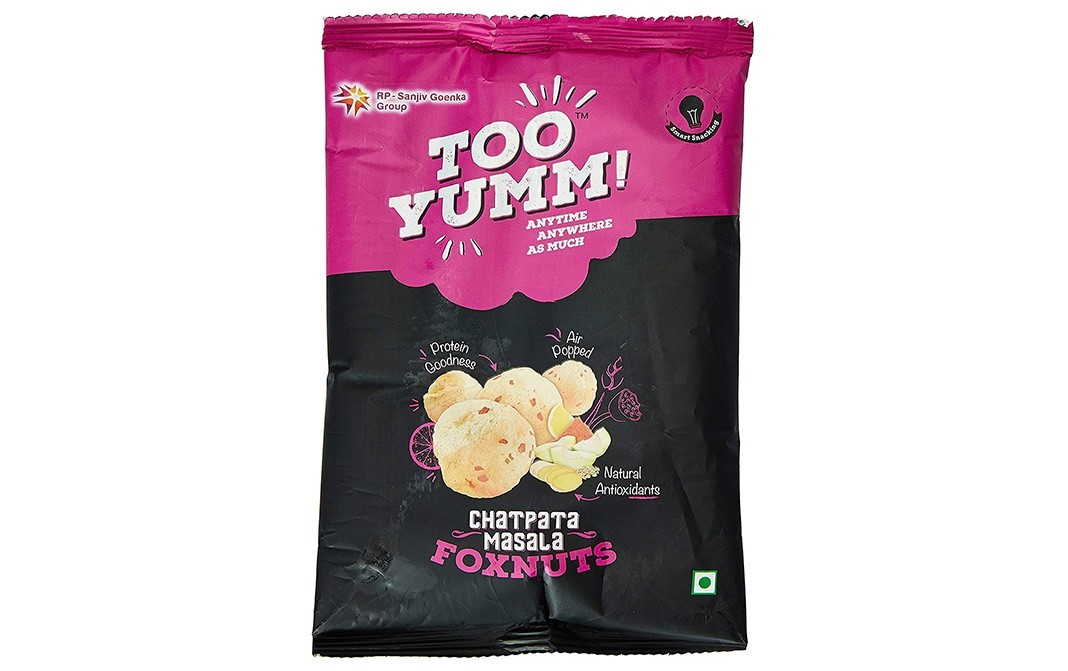 RP - Sanjiv Goenka
Group
TOO
YUMM!
TM
ANYTIME
ANYWHERE
AS MUCH
Smart Snacking
Protein
Goodness
Air
Popped
Natural
Antioxidants
CHATPATA
MASALA
FOXNUTS